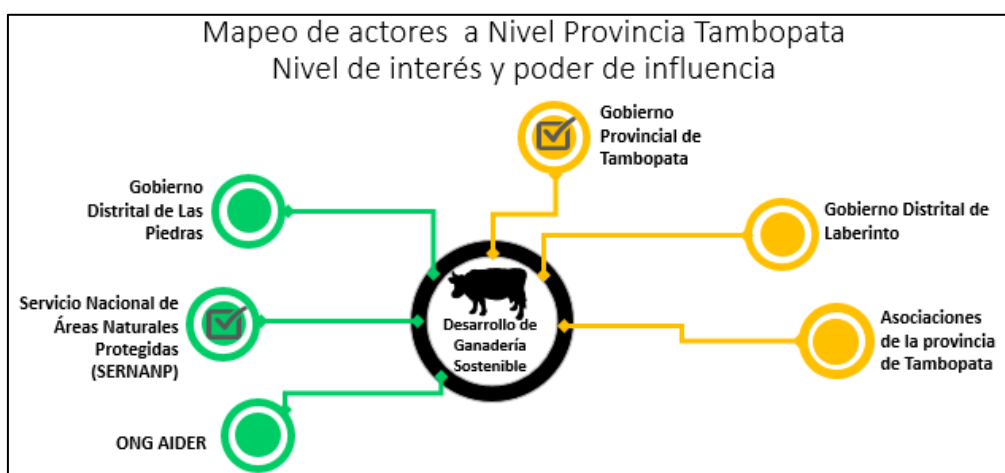 Mapeo de actores a Nivel Provincia Tambopata
Nivel de interés y poder de influencia
Gobierno
Provincial de
Tambopata
Gobierno
Distrital de Las
Piedras
Gobierno Distrital de
Laberinto
Servicio Nacional de
Áreas Naturales
Protegidas
(SERNANP)
Desarrollo de
Ganadería
Sostenible
Asociaciones
de la provincia
de Tambopata
ONG AIDER